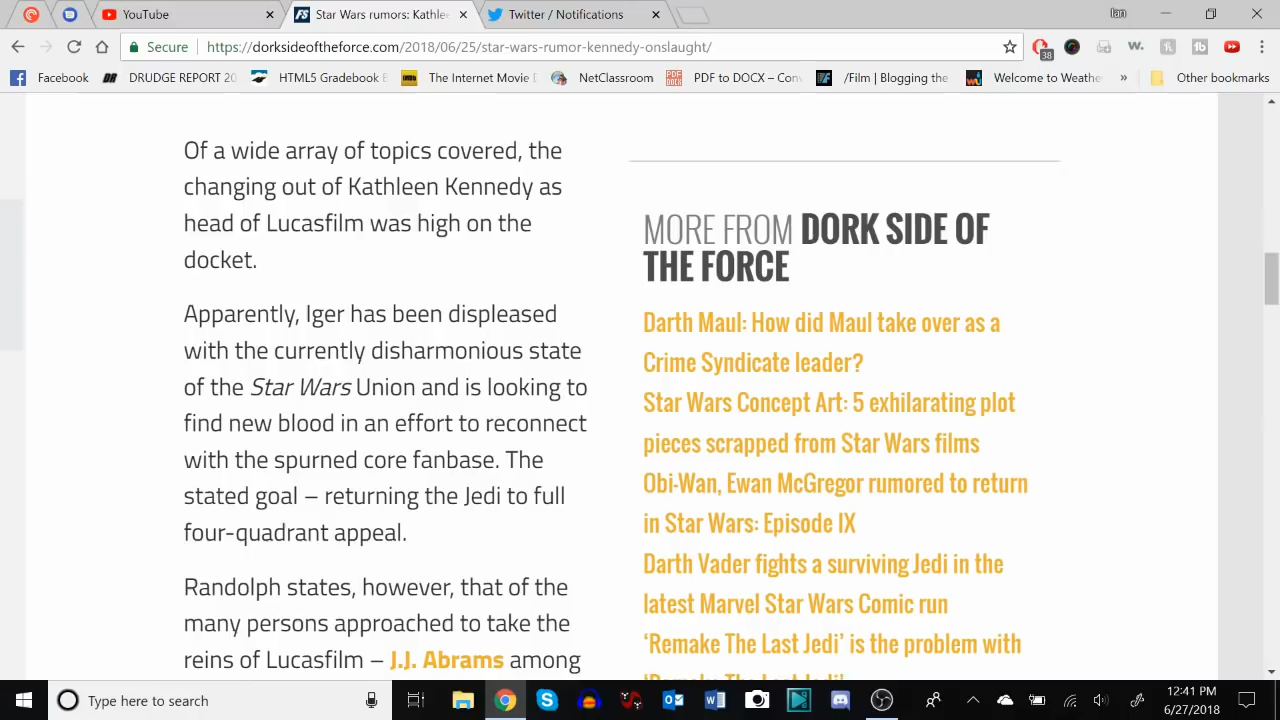 YouTube
Star Wars rumors: Kathle
Twitter / Notifications
Secure
https://dorksideoftheforce.com/2018/06/25/star-wars-rumor-kennedy-onslaught/
38
Facebook
DRUDGE REPORT 20
HTML5 Gradebook E
The Internet Movie D
NetClassroom
PDF to DOCX – Conv
/Film | Blogging the
Welcome to Weathe
»
Other bookmarks
Of a wide array of topics covered, the
changing out of Kathleen Kennedy as
head of Lucasfilm was high on the
docket.
Apparently, Iger has been displeased
with the currently disharmonious state
of the Star Wars Union and is looking to
find new blood in an effort to reconnect
with the spurned core fanbase. The
stated goal – returning the Jedi to full
four-quadrant appeal.
Randolph states, however, that of the
many persons approached to take the
reins of Lucasfilm – J.J. Abrams among
MORE FROM DORK SIDE OF
THE FORCE
Darth Maul: How did Maul take over as a
Crime Syndicate leader?
Star Wars Concept Art: 5 exhilarating plot
pieces scrapped from Star Wars films
Obi-Wan, Ewan McGregor rumored to return
in Star Wars: Episode IX
Darth Vader fights a surviving Jedi in the
latest Marvel Star Wars Comic run
‘Remake The Last Jedi’ is the problem with
‘Remake The Last Jedi’
Type here to search
12:41 PM
6/27/2018